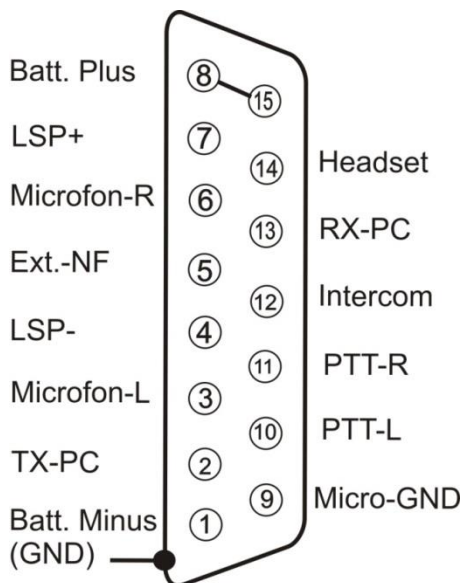 Batt. Plus
8
15
LSP+
7
14
Headset
Microfon-R
6
13
RX-PC
Ext.-NF
5
12
Intercom
LSP-
4
11
PTT-R
Microfon-L
3
10
PTT-L
TX-PC
2
9
Micro-GND
Batt. Minus
(GND)
1